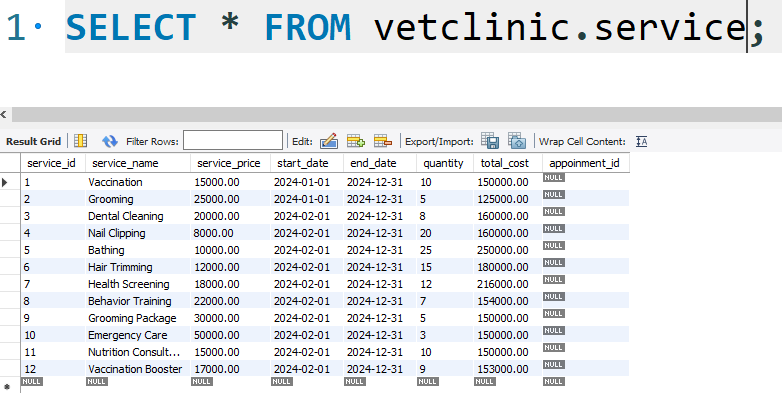 1 SELECT * FROM vetclinic.service;
Result Grid Filter Rows: Edit: Export/Import: Wrap Cell Content:
service_id service_name service_price start_date end_date quantity total_cost appoinment_id
1 Vaccination 15000.00 2024-01-01 2024-12-31 10 150000.00 NULL
2 Grooming 25000.00 2024-01-01 2024-12-31 5 125000.00 NULL
3 Dental Cleaning 20000.00 2024-02-01 2024-12-31 8 160000.00 NULL
4 Nail Clipping 8000.00 2024-02-01 2024-12-31 20 160000.00 NULL
5 Bathing 10000.00 2024-02-01 2024-12-31 25 250000.00 NULL
6 Hair Trimming 12000.00 2024-02-01 2024-12-31 15 180000.00 NULL
7 Health Screening 18000.00 2024-02-01 2024-12-31 12 216000.00 NULL
8 Behavior Training 22000.00 2024-02-01 2024-12-31 7 154000.00 NULL
9 Grooming Package 30000.00 2024-02-01 2024-12-31 5 150000.00 NULL
10 Emergency Care 50000.00 2024-02-01 2024-12-31 3 150000.00 NULL
11 Nutrition Consult... 15000.00 2024-02-01 2024-12-31 10 150000.00 NULL
12 Vaccination Booster 17000.00 2024-02-01 2024-12-31 9 153000.00 NULL
NULL NULL NULL NULL NULL NULL NULL NULL